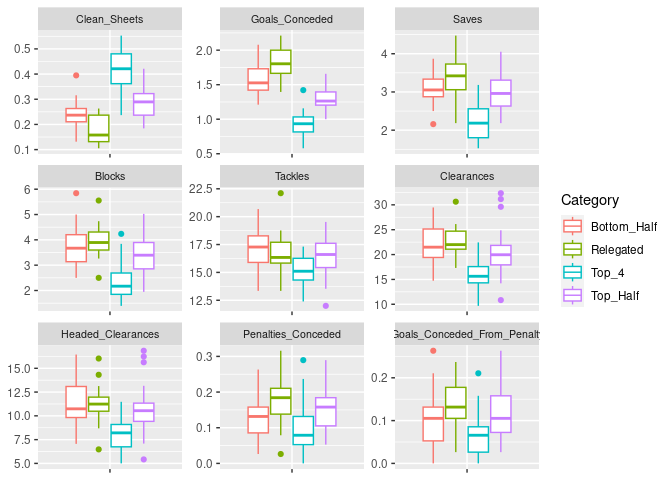 Clean_Sheets
Goals_Conceded
Saves
0.5
0.4
0.3
0.2
0.1
2.0
1.5
1.0
0.5
4
3
2
Blocks
Tackles
Clearances
6
5
4
3
2
22.5
20.0
17.5
15.0
12.5
30
25
20
15
10
Headed_Clearances
Penalties_Conceded
Goals_Conceded_From_Penalty
15.0
12.5
10.0
7.5
5.0
0.3
0.2
0.1
0.0
0.2
0.1
0.0
Category
Bottom_Half
Relegated
Top_4
Top_Half